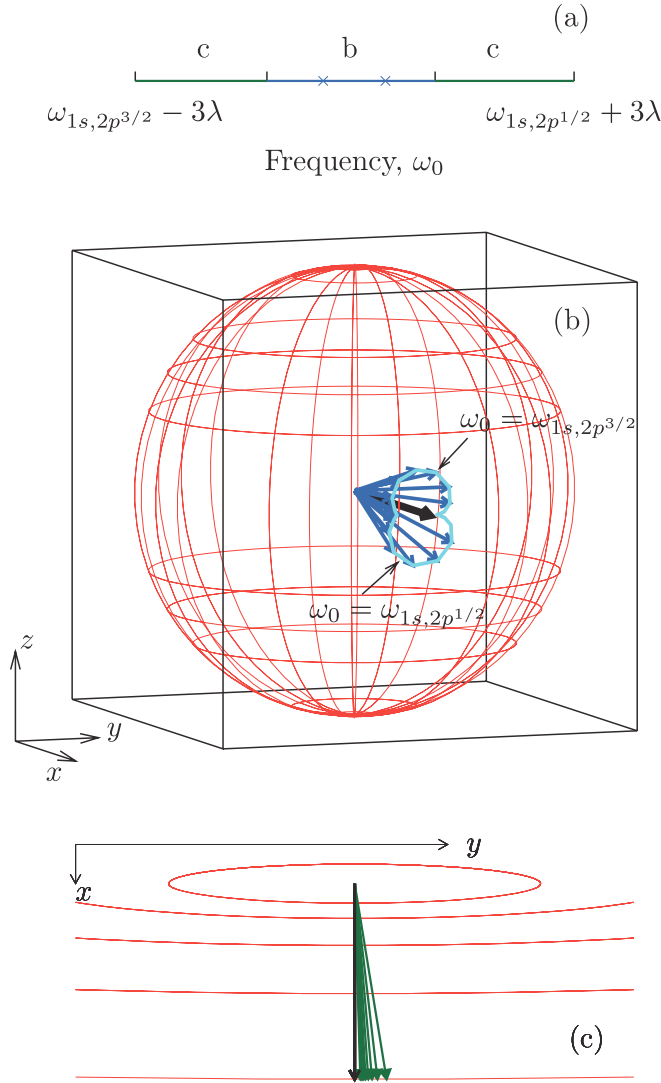 (a)
c b c
ω₁ₛ,₂ₚ³/² − 3λ ω₁ₛ,₂ₚ¹/² + 3λ
Frequency, ω₀
(b)
ω₀ = ω₁ₛ,₂ₚ³/²
ω₀ = ω₁ₛ,₂ₚ¹/²
z
y
x
y
x
(c)